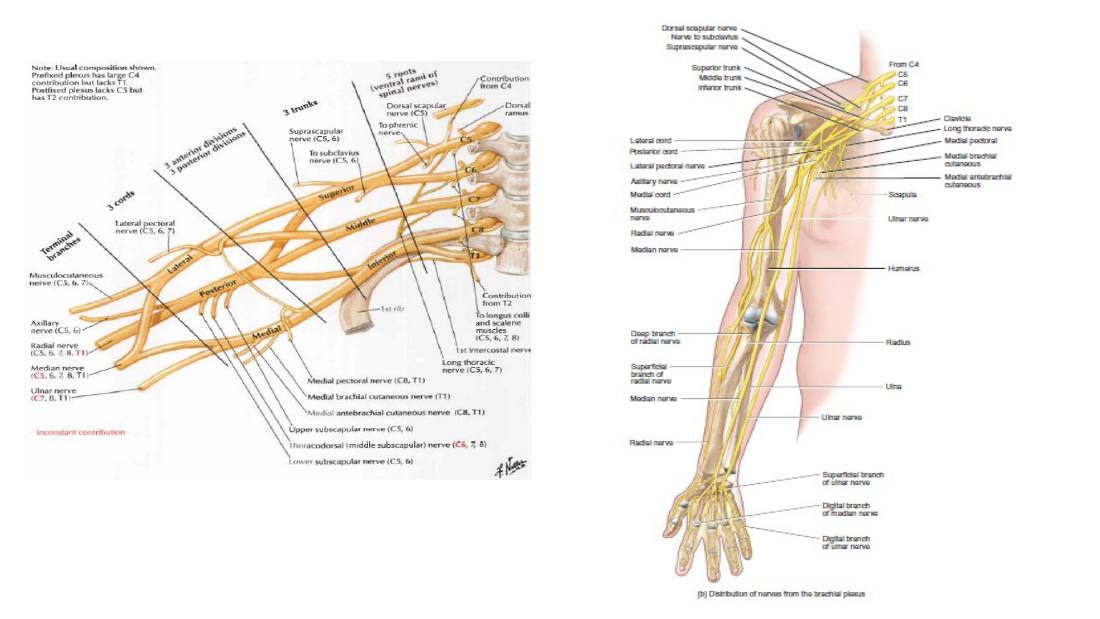 Note: Usual composition shown.
Prefixed plexus has large C4
contribution but lacks T1.
Postfixed plexus lacks C5 but
has T2 contribution.
5 roots
(ventral rami of
spinal nerves)
Contribution
from C4
3 trunks
Dorsal scapular
nerve (C5)
Dorsal
ramus
To phrenic
nerve
Suprascapular
nerve (C5, 6)
3 anterior divisions
3 posterior divisions
To subclavius
nerve (C5, 6)
C5
C6
C7
C8
T1
Superior
Middle
Inferior
3 cords
Lateral pectoral
nerve (C5, 6, 7)
Terminal
branches
Lateral
Posterior
Medial
Musculocutaneous
nerve (C5, 6, 7)
1st rib
Contribution
from T2
Axillary
nerve (C5, 6)
To longus colli
and scalene
muscles
(C5, 6, 7, 8)
Radial nerve
(C5, 6, 7, 8, T1)
1st intercostal nerve
Median nerve
(C5, 6, 7, 8, T1)
Long thoracic
nerve (C5, 6, 7)
Ulnar nerve
(C7, 8, T1)
Medial pectoral nerve (C8, T1)
Medial brachial cutaneous nerve (T1)
Medial antebrachial cutaneous nerve (C8, T1)
Upper subscapular nerve (C5, 6)
Inconstant contribution
Thoracodorsal (middle subscapular) nerve (C6, 7, 8)
Lower subscapular nerve (C5, 6)
Dorsal scapular nerve
Nerve to subclavius
Suprascapular nerve
Superior trunk
Middle trunk
Inferior trunk
From C4
C5
C6
C7
C8
T1
Clavicle
Long thoracic nerve
Medial pectoral
Medial brachial
cutaneous
Medial antebrachial
cutaneous
Scapula
Ulnar nerve
Humerus
Radius
Ulna
Ulnar nerve
Lateral cord
Posterior cord
Lateral pectoral nerve
Axillary nerve
Medial cord
Musculocutaneous
nerve
Radial nerve
Median nerve
Deep branch
of radial nerve
Superficial
branch of
radial nerve
Median nerve
Radial nerve
Superficial branch
of ulnar nerve
Digital branch
of median nerve
Digital branch
of ulnar nerve
(b) Distribution of nerves from the brachial plexus